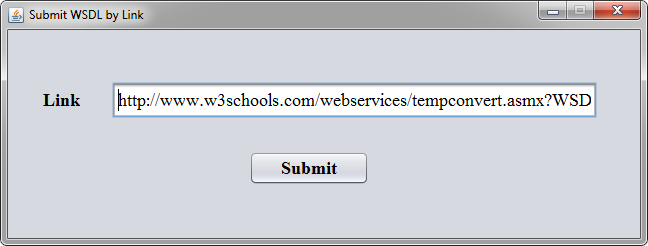 Submit WSDL by Link
Link http://www.w3schools.com/webservices/tempconvert.asmx?WSD
Submit